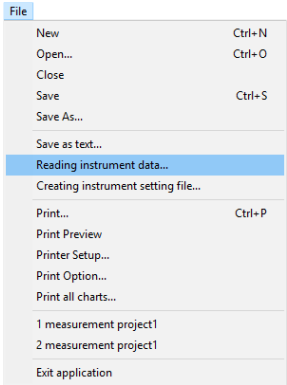 File
New Ctrl+N
Open... Ctrl+O
Close
Save Ctrl+S
Save As...
Save as text...
Reading instrument data...
Creating instrument setting file...
Print... Ctrl+P
Print Preview
Printer Setup...
Print Option...
Print all charts...
1 measurement project1
2 measurement project1
Exit application